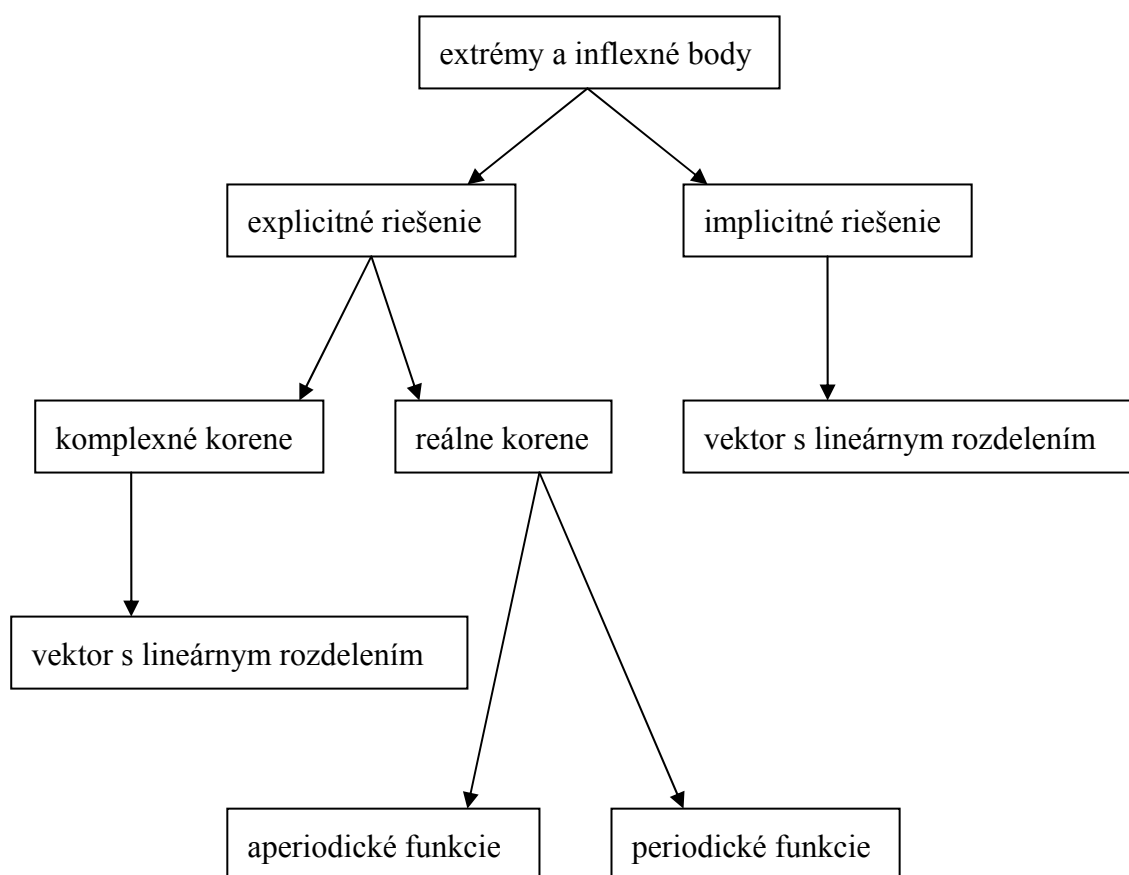 extrémy a inflexné body
explicitné riešenie
implicitné riešenie
komplexné korene
reálne korene
vektor s lineárnym rozdelením
vektor s lineárnym rozdelením
aperiodické funkcie
periodické funkcie